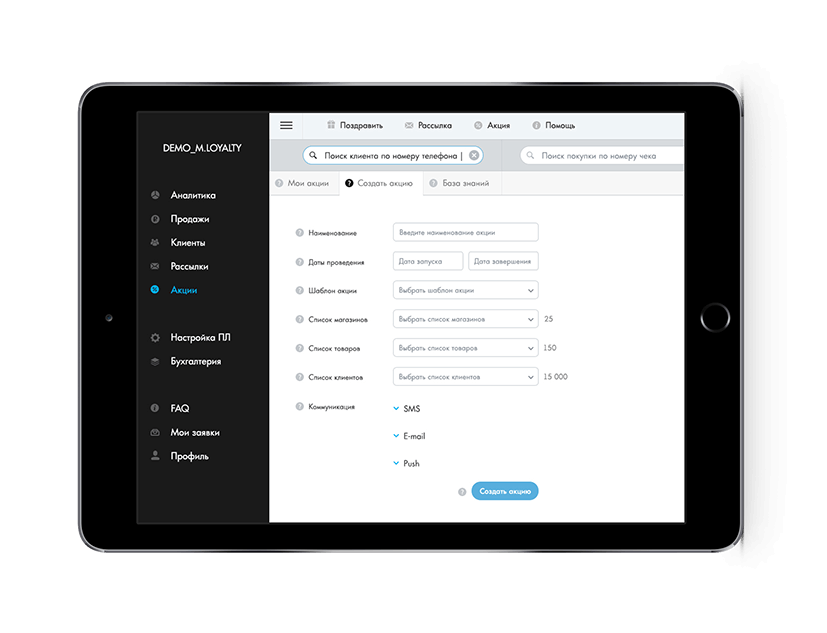 DEMO_M.LOYALTY
Аналитика
Продажи
Клиенты
Рассылки
Акции
Настройка ПЛ
Бухгалтерия
FAQ
Мои заявки
Профиль
Поздравить Рассылка Акция Помощь
Поиск клиента по номеру телефона | Поиск покупки по номеру чека
Мои акции Создать акцию База знаний
Наименование Введите наименование акции
Даты проведения Дата запуска Дата завершения
Шаблон акции Выбрать шаблон акции
Список магазинов Выбрать список магазинов 25
Список товаров Выбрать список товаров 150
Список клиентов Выбрать список клиентов 15 000
Коммуникация SMS
E-mail
Push
Создать акцию